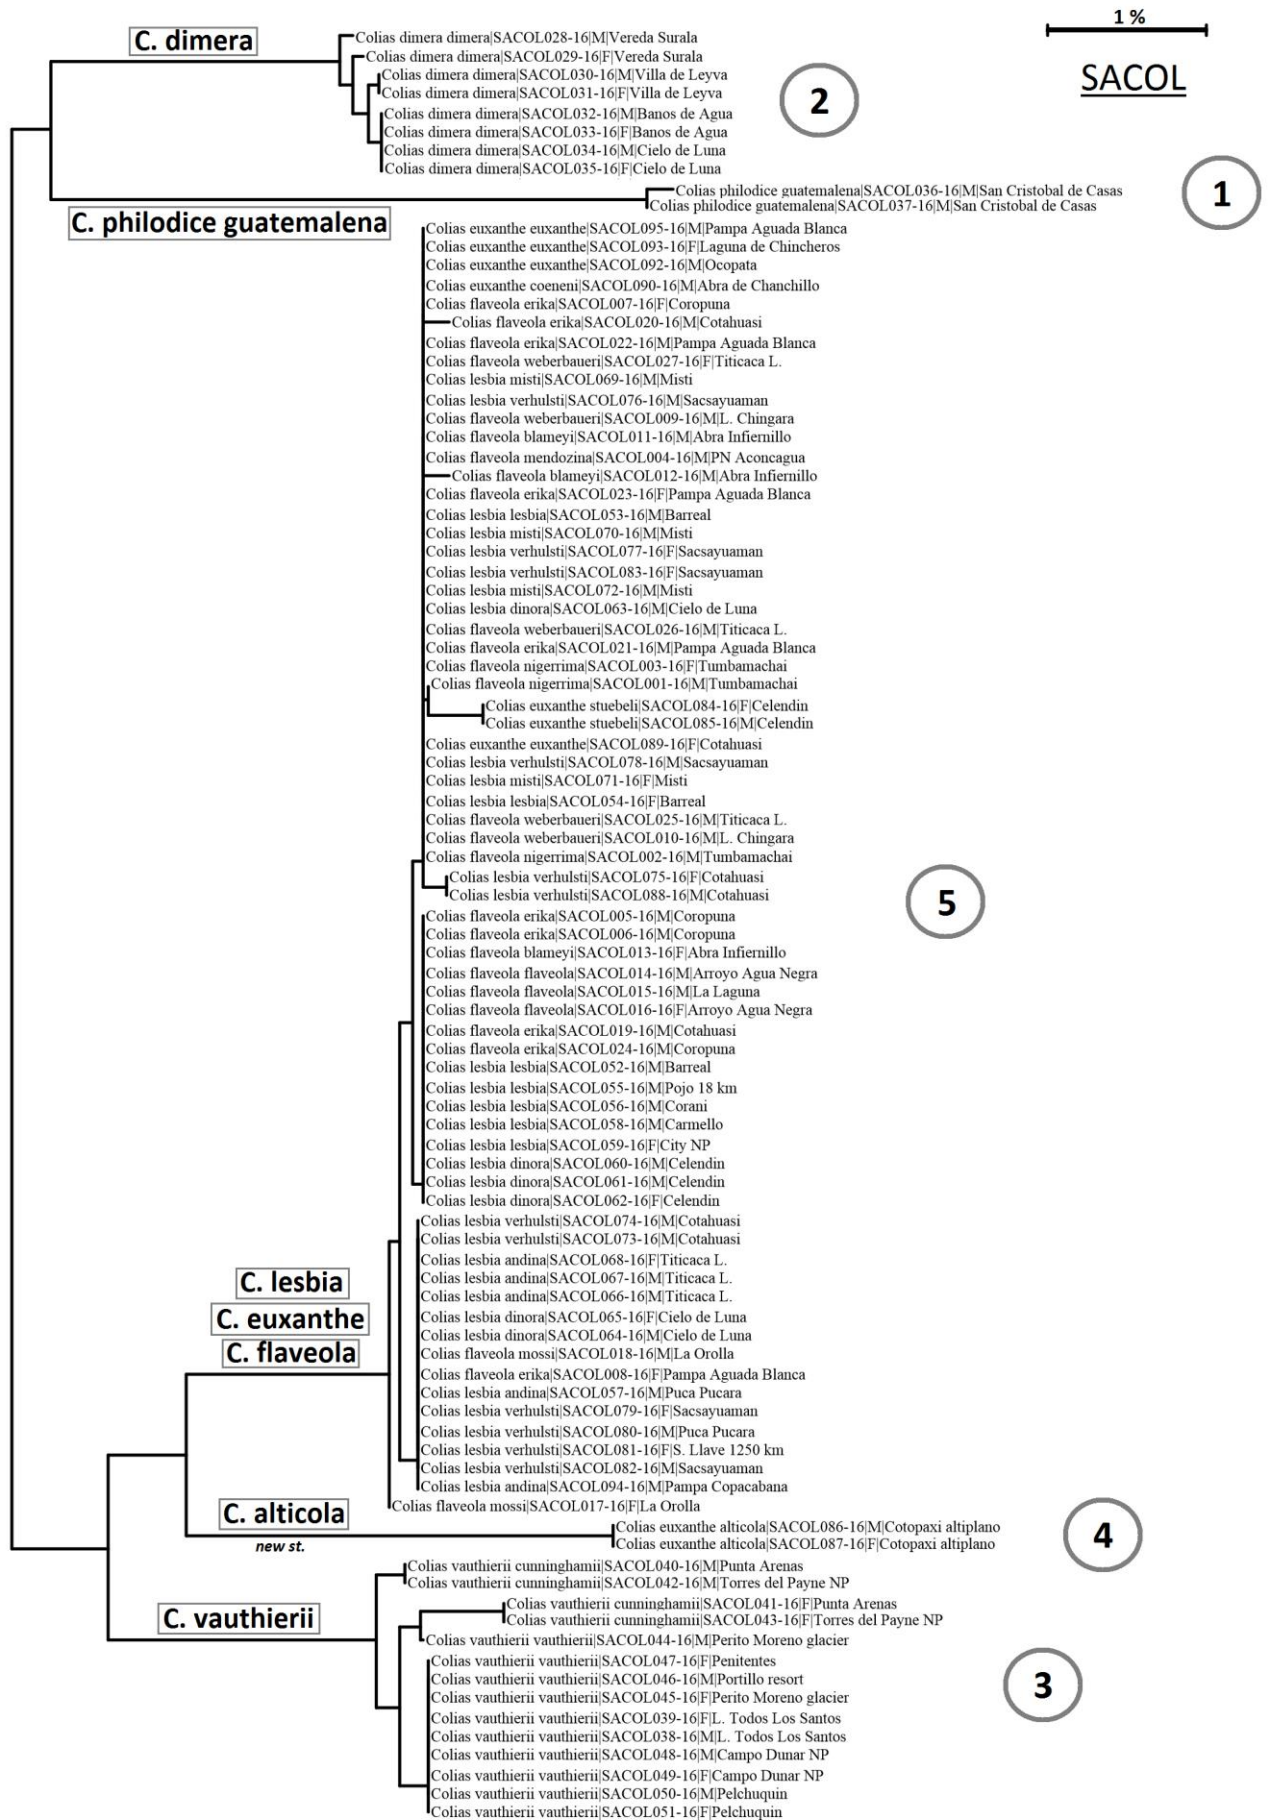 1 %
SACOL
C. dimera
Colias dimera dimera|SACOL028-16|M|Vereda Surala
Colias dimera dimera|SACOL029-16|F|Vereda Surala
Colias dimera dimera|SACOL030-16|M|Villa de Leyva
Colias dimera dimera|SACOL031-16|F|Villa de Leyva
Colias dimera dimera|SACOL032-16|M|Banos de Agua
Colias dimera dimera|SACOL033-16|F|Banos de Agua
Colias dimera dimera|SACOL034-16|M|Cielo de Luna
Colias dimera dimera|SACOL035-16|F|Cielo de Luna
2
Colias philodice guatemalena|SACOL036-16|M|San Cristobal de Casas
Colias philodice guatemalena|SACOL037-16|M|San Cristobal de Casas
1
C. philodice guatemalena
Colias euxanthe euxanthe|SACOL095-16|M|Pampa Aguada Blanca
Colias euxanthe euxanthe|SACOL093-16|F|Laguna de Chincheros
Colias euxanthe euxanthe|SACOL092-16|M|Ocopata
Colias euxanthe coeneni|SACOL090-16|M|Abra de Chanchillo
Colias flaveola erika|SACOL007-16|F|Coropuna
Colias flaveola erika|SACOL020-16|M|Cotahuasi
Colias flaveola erika|SACOL022-16|M|Pampa Aguada Blanca
Colias flaveola weberbaueri|SACOL027-16|F|Titicaca L.
Colias lesbia misti|SACOL069-16|M|Misti
Colias lesbia verhulsti|SACOL076-16|M|Sacsayuaman
Colias flaveola weberbaueri|SACOL009-16|M|L. Chingara
Colias flaveola blameyi|SACOL011-16|M|Abra Infiernillo
Colias flaveola mendozina|SACOL004-16|M|PN Aconcagua
Colias flaveola blameyi|SACOL012-16|M|Abra Infiernillo
Colias flaveola erika|SACOL023-16|F|Pampa Aguada Blanca
Colias lesbia lesbia|SACOL053-16|M|Barreal
Colias lesbia misti|SACOL070-16|M|Misti
Colias lesbia verhulsti|SACOL077-16|F|Sacsayuaman
Colias lesbia verhulsti|SACOL083-16|F|Sacsayuaman
Colias lesbia misti|SACOL072-16|M|Misti
Colias lesbia dinora|SACOL063-16|M|Cielo de Luna
Colias flaveola weberbaueri|SACOL026-16|M|Titicaca L.
Colias flaveola erika|SACOL021-16|M|Pampa Aguada Blanca
Colias flaveola nigerrima|SACOL003-16|F|Tumbamachai
Colias flaveola nigerrima|SACOL001-16|M|Tumbamachai
Colias euxanthe stuebeli|SACOL084-16|F|Celendin
Colias euxanthe stuebeli|SACOL085-16|M|Celendin
Colias euxanthe euxanthe|SACOL089-16|F|Cotahuasi
Colias lesbia verhulsti|SACOL078-16|M|Sacsayuaman
Colias lesbia misti|SACOL071-16|F|Misti
Colias lesbia lesbia|SACOL054-16|F|Barreal
Colias flaveola weberbaueri|SACOL025-16|M|Titicaca L.
Colias flaveola weberbaueri|SACOL010-16|M|L. Chingara
Colias flaveola nigerrima|SACOL002-16|M|Tumbamachai
Colias lesbia verhulsti|SACOL075-16|F|Cotahuasi
Colias lesbia verhulsti|SACOL088-16|M|Cotahuasi
5
Colias flaveola erika|SACOL005-16|M|Coropuna
Colias flaveola erika|SACOL006-16|M|Coropuna
Colias flaveola blameyi|SACOL013-16|F|Abra Infiernillo
Colias flaveola flaveola|SACOL014-16|M|Arroyo Agua Negra
Colias flaveola flaveola|SACOL015-16|M|La Laguna
Colias flaveola flaveola|SACOL016-16|F|Arroyo Agua Negra
Colias flaveola erika|SACOL019-16|M|Cotahuasi
Colias flaveola erika|SACOL024-16|M|Coropuna
Colias lesbia lesbia|SACOL052-16|M|Barreal
Colias lesbia lesbia|SACOL055-16|M|Pojo 18 km
Colias lesbia lesbia|SACOL056-16|M|Corani
Colias lesbia lesbia|SACOL058-16|M|Carmello
Colias lesbia lesbia|SACOL059-16|F|City NP
Colias lesbia dinora|SACOL060-16|M|Celendin
Colias lesbia dinora|SACOL061-16|M|Celendin
Colias lesbia dinora|SACOL062-16|F|Celendin
Colias lesbia verhulsti|SACOL074-16|M|Cotahuasi
Colias lesbia verhulsti|SACOL073-16|M|Cotahuasi
Colias lesbia andina|SACOL068-16|F|Titicaca L.
Colias lesbia andina|SACOL067-16|M|Titicaca L.
Colias lesbia andina|SACOL066-16|M|Titicaca L.
Colias lesbia dinora|SACOL065-16|F|Cielo de Luna
Colias lesbia dinora|SACOL064-16|M|Cielo de Luna
Colias flaveola mossi|SACOL018-16|M|La Orolla
Colias flaveola erika|SACOL008-16|F|Pampa Aguada Blanca
Colias lesbia andina|SACOL057-16|M|Puca Pucara
Colias lesbia verhulsti|SACOL079-16|F|Sacsayuaman
Colias lesbia verhulsti|SACOL080-16|M|Puca Pucara
Colias lesbia verhulsti|SACOL081-16|F|S. Llave 1250 km
Colias lesbia verhulsti|SACOL082-16|M|Sacsayuaman
Colias lesbia andina|SACOL094-16|M|Pampa Copacabana
Colias flaveola mossi|SACOL017-16|F|La Orolla
C. lesbia
C. euxanthe
C. flaveola
C. alticola
new st.
Colias euxanthe alticola|SACOL086-16|M|Cotopaxi altiplano
Colias euxanthe alticola|SACOL087-16|F|Cotopaxi altiplano
4
C. vauthierii
Colias vauthierii cunninghamii|SACOL040-16|M|Punta Arenas
Colias vauthierii cunninghamii|SACOL042-16|M|Torres del Payne NP
Colias vauthierii cunninghamii|SACOL041-16|F|Punta Arenas
Colias vauthierii cunninghamii|SACOL043-16|F|Torres del Payne NP
Colias vauthierii vauthierii|SACOL044-16|M|Perito Moreno glacier
Colias vauthierii vauthierii|SACOL047-16|F|Penitentes
Colias vauthierii vauthierii|SACOL046-16|M|Portillo resort
Colias vauthierii vauthierii|SACOL045-16|F|Perito Moreno glacier
Colias vauthierii vauthierii|SACOL039-16|F|L. Todos Los Santos
Colias vauthierii vauthierii|SACOL038-16|M|L. Todos Los Santos
Colias vauthierii vauthierii|SACOL048-16|M|Campo Dunar NP
Colias vauthierii vauthierii|SACOL049-16|F|Campo Dunar NP
Colias vauthierii vauthierii|SACOL050-16|M|Pelchuquin
Colias vauthierii vauthierii|SACOL051-16|F|Pelchuquin
3